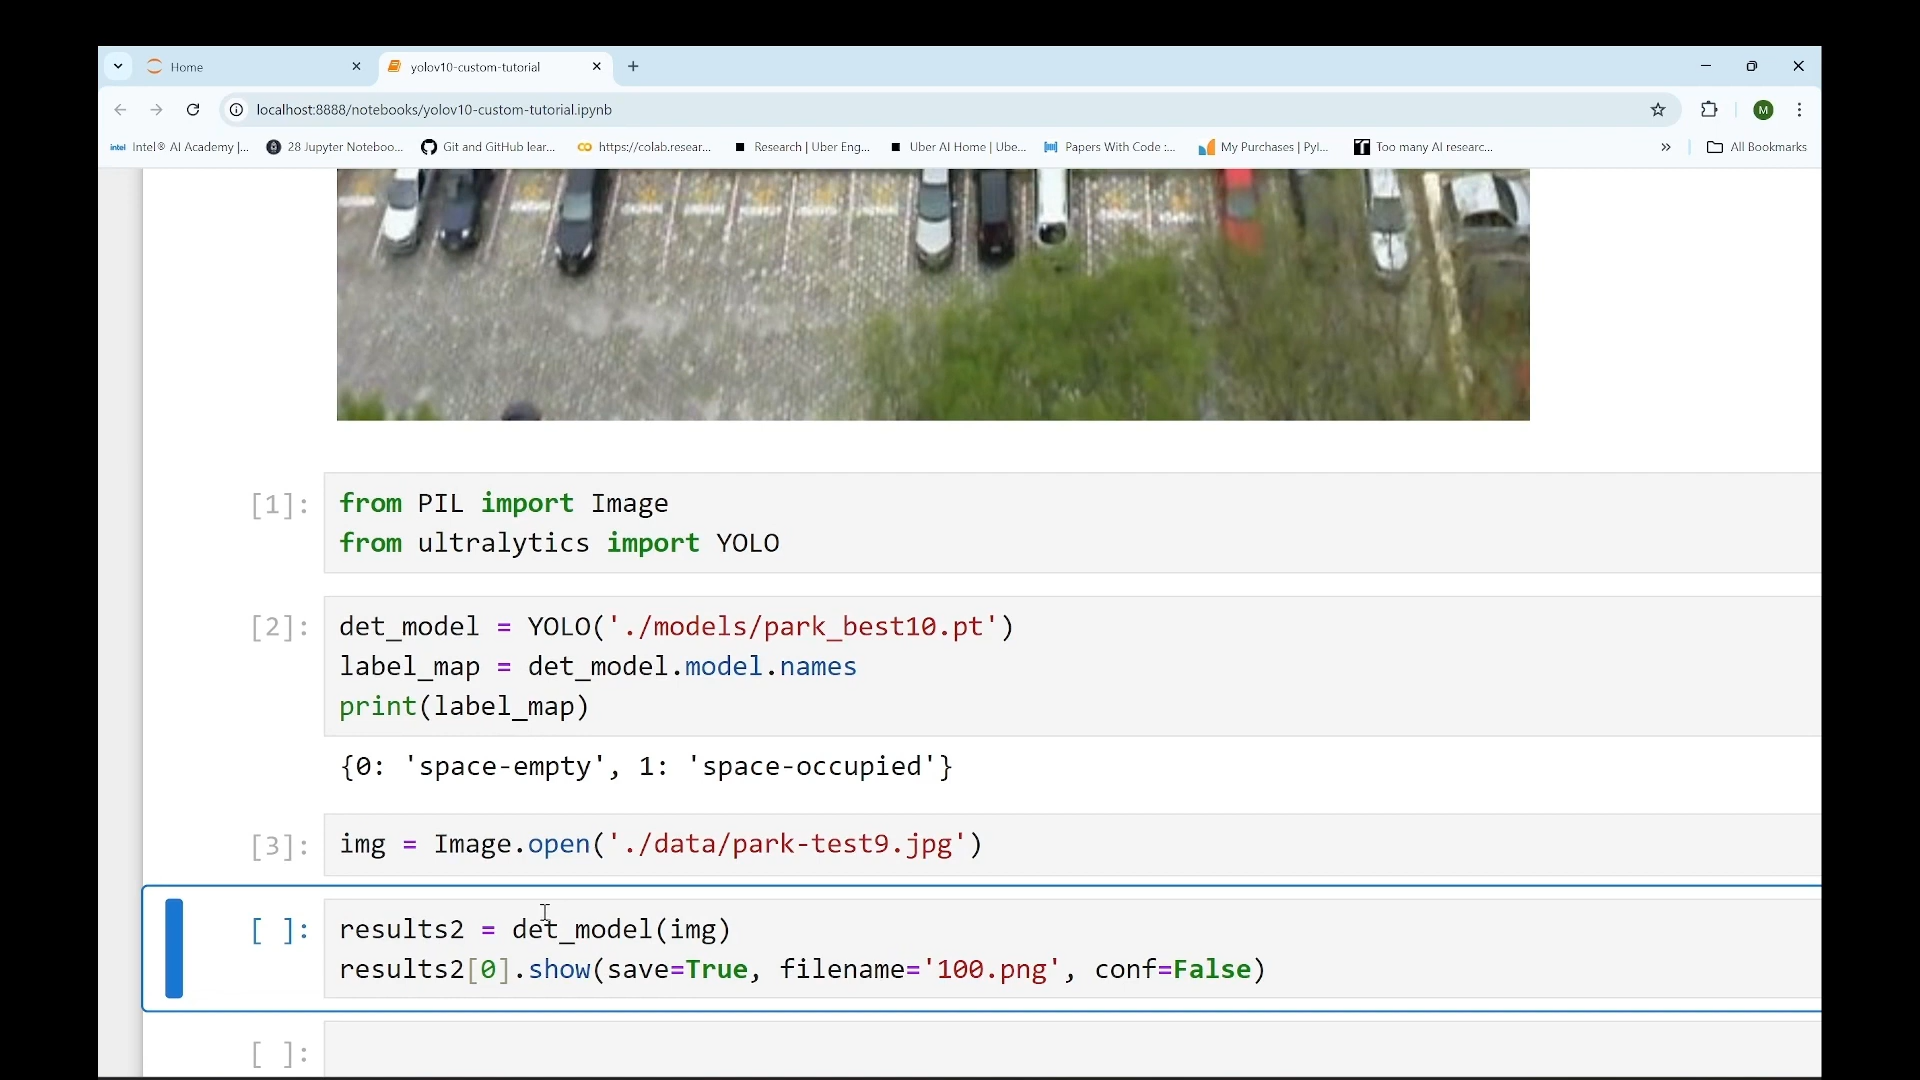 Home
yolov10-custom-tutorial
localhost:8888/notebooks/yolov10-custom-tutorial.ipynb
M
intel Intel® AI Academy |...
28 Jupyter Noteboo...
Git and GitHub lear...
https://colab.resear...
Research | Uber Eng...
Uber AI Home | Ube...
Papers With Code :...
My Purchases | Pyl...
Too many AI researc...
All Bookmarks
[1]: from PIL import Image
from ultralytics import YOLO
[2]: det_model = YOLO('./models/park_best10.pt')
label_map = det_model.model.names
print(label_map)
{0: 'space-empty', 1: 'space-occupied'}
[3]: img = Image.open('./data/park-test9.jpg')
[ ]: results2 = det_model(img)
results2[0].show(save=True, filename='100.png', conf=False)
[ ]: